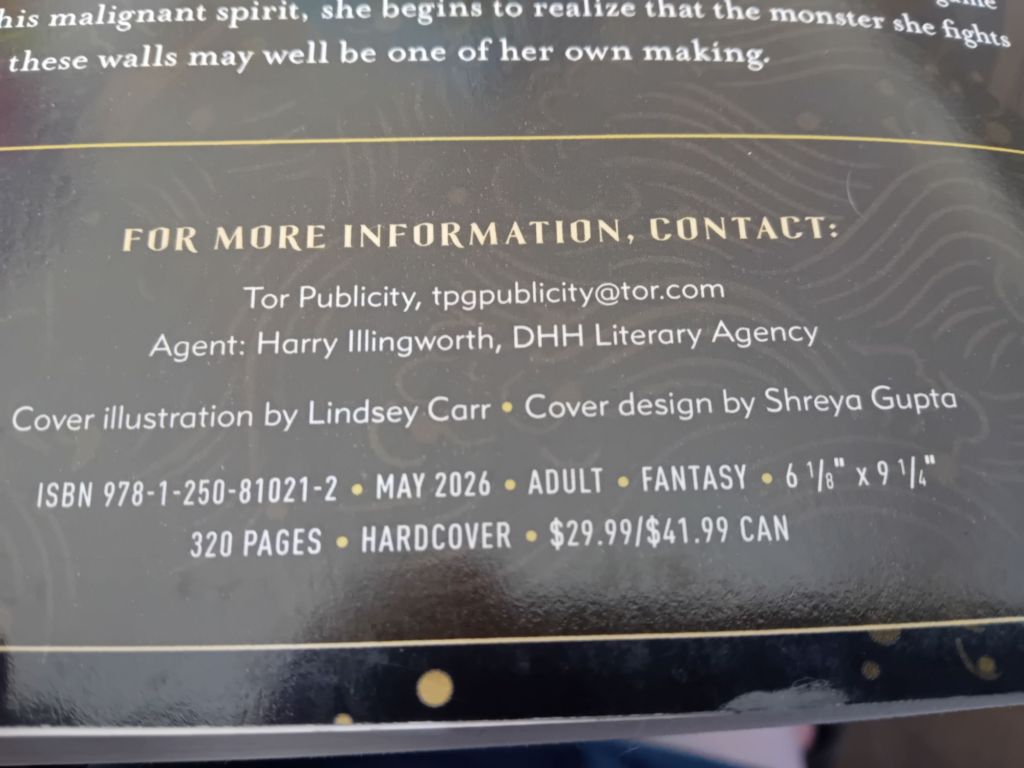 his malignant spirit, she begins to realize that the monster she fights
these walls may well be one of her own making.
FOR MORE INFORMATION, CONTACT:
Tor Publicity, tpgpublicity@tor.com
Agent: Harry Illingworth, DHH Literary Agency
Cover illustration by Lindsey Carr • Cover design by Shreya Gupta
ISBN 978-1-250-81021-2 • MAY 2026 • ADULT • FANTASY • 6 1/8" x 9 1/4"
320 PAGES • HARDCOVER • $29.99/$41.99 CAN